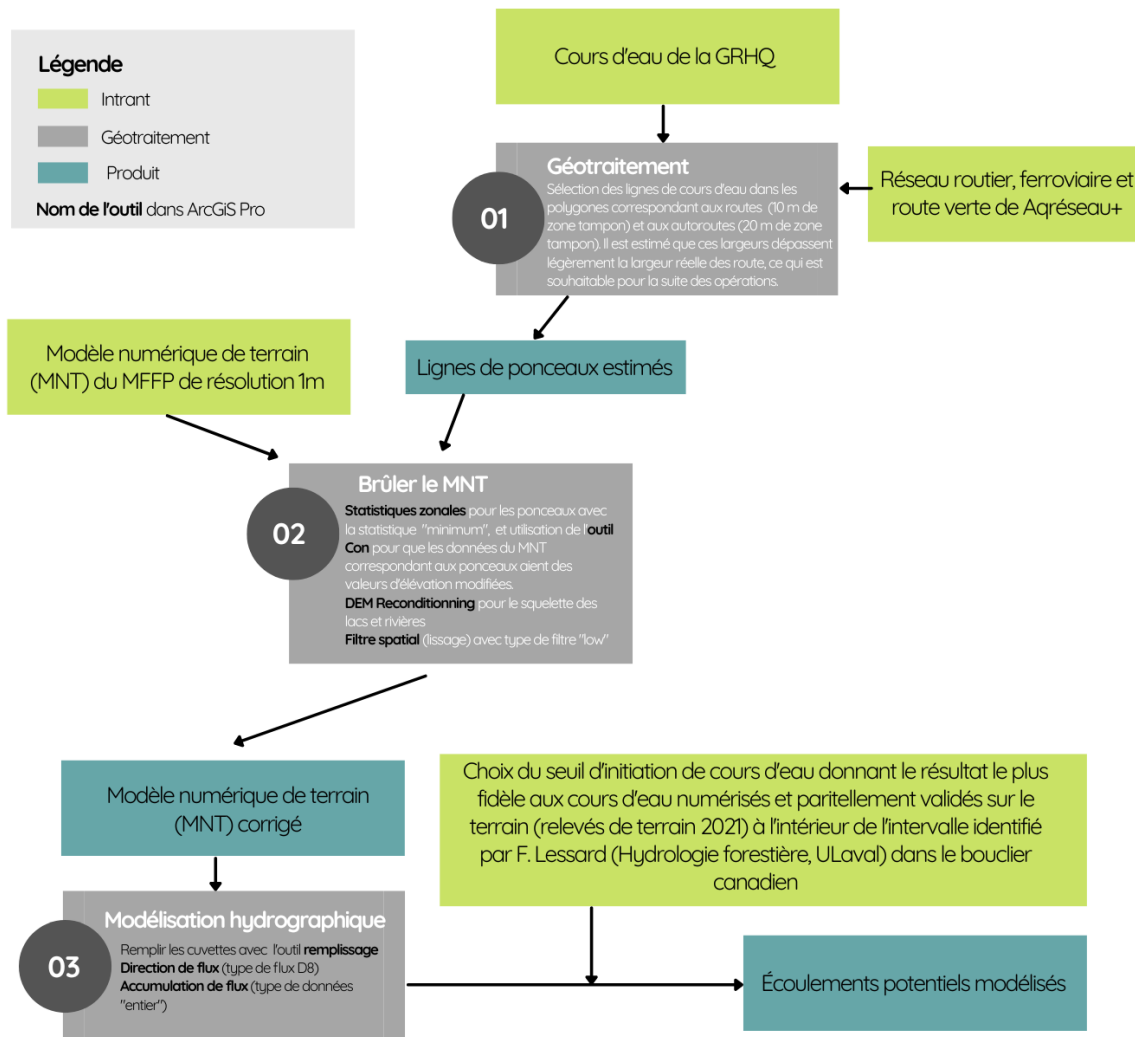 Légende
Intrant
Géotraitement
Produit
Nom de l'outil dans ArcGiS Pro
Cours d'eau de la GRHQ
01
Géotraitement
Sélection des lignes de cours d'eau dans les
polygones correspondant aux routes (10 m de
zone tampon) et aux autoroutes (20 m de zone
tampon). Il est estimé que ces largeurs dépassent
légèrement la largeur réelle des route, ce qui est
souhaitable pour la suite des opérations.
Réseau routier, ferroviaire et
route verte de Aqréseau+
Modèle numérique de terrain
(MNT) du MFFP de résolution 1m
Lignes de ponceaux estimés
02
Brûler le MNT
Statistiques zonales pour les ponceaux avec
la statistique "minimum", et utilisation de l'outil
Con pour que les données du MNT
correspondant aux ponceaux aient des
valeurs d'élévation modifiées.
DEM Reconditionning pour le squelette des
lacs et rivières
Filtre spatial (lissage) avec type de filtre "low"
Modèle numérique de terrain
(MNT) corrigé
Choix du seuil d'initiation de cours d'eau donnant le résultat le plus
fidèle aux cours d'eau numérisés et paritellement validés sur le
terrain (relevés de terrain 2021) à l'intérieur de l'intervalle identifié
par F. Lessard (Hydrologie forestière, ULaval) dans le bouclier
canadien
03
Modélisation hydrographique
Remplir les cuvettes avec l'outil remplissage
Direction de flux (type de flux D8)
Accumulation de flux (type de données
"entier")
Écoulements potentiels modélisés